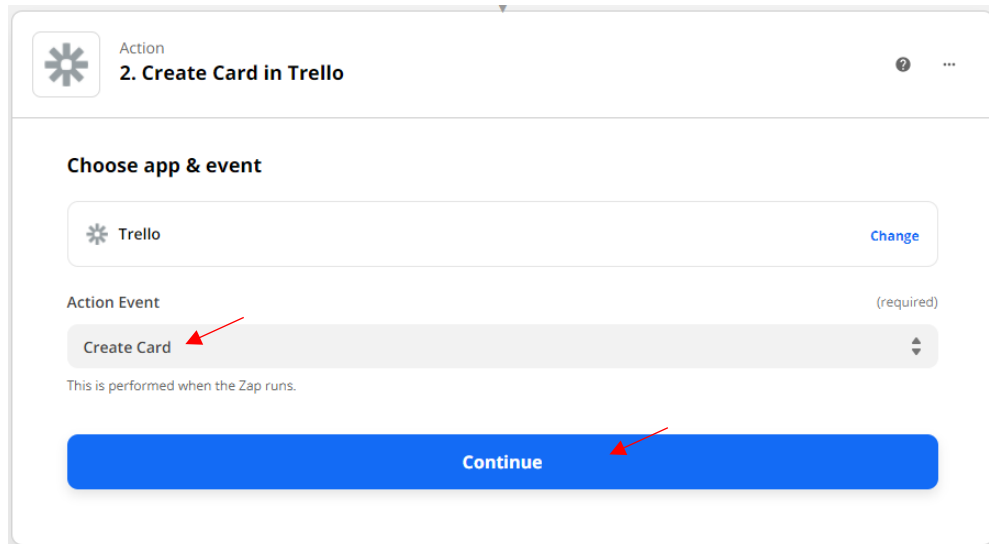 Action
2. Create Card in Trello
Choose app & event
Trello
Change
Action Event
(required)
Create Card
This is performed when the Zap runs.
Continue